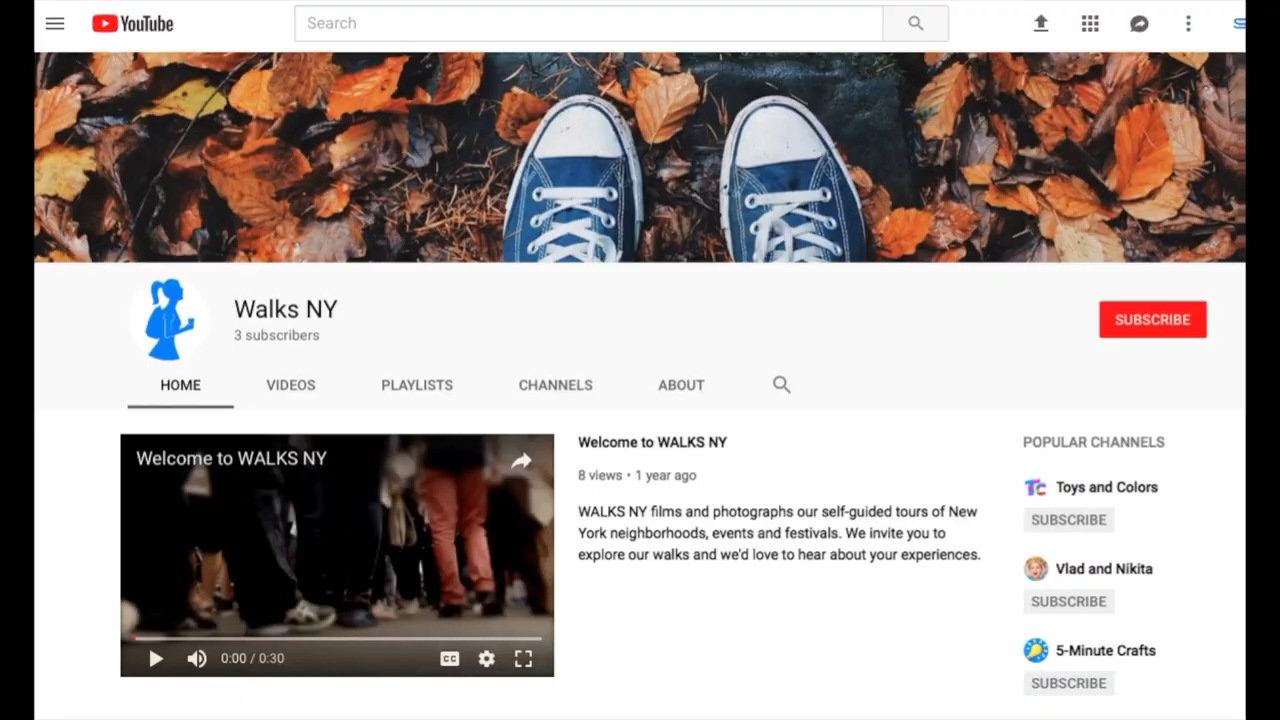 YouTube
Search
Walks NY
3 subscribers
SUBSCRIBE
HOME VIDEOS PLAYLISTS CHANNELS ABOUT
Welcome to WALKS NY
0:00 / 0:30
CC
Welcome to WALKS NY
8 views • 1 year ago
WALKS NY films and photographs our self-guided tours of New
York neighborhoods, events and festivals. We invite you to
explore our walks and we'd love to hear about your experiences.
POPULAR CHANNELS
TC Toys and Colors
SUBSCRIBE
Vlad and Nikita
SUBSCRIBE
5-Minute Crafts
SUBSCRIBE